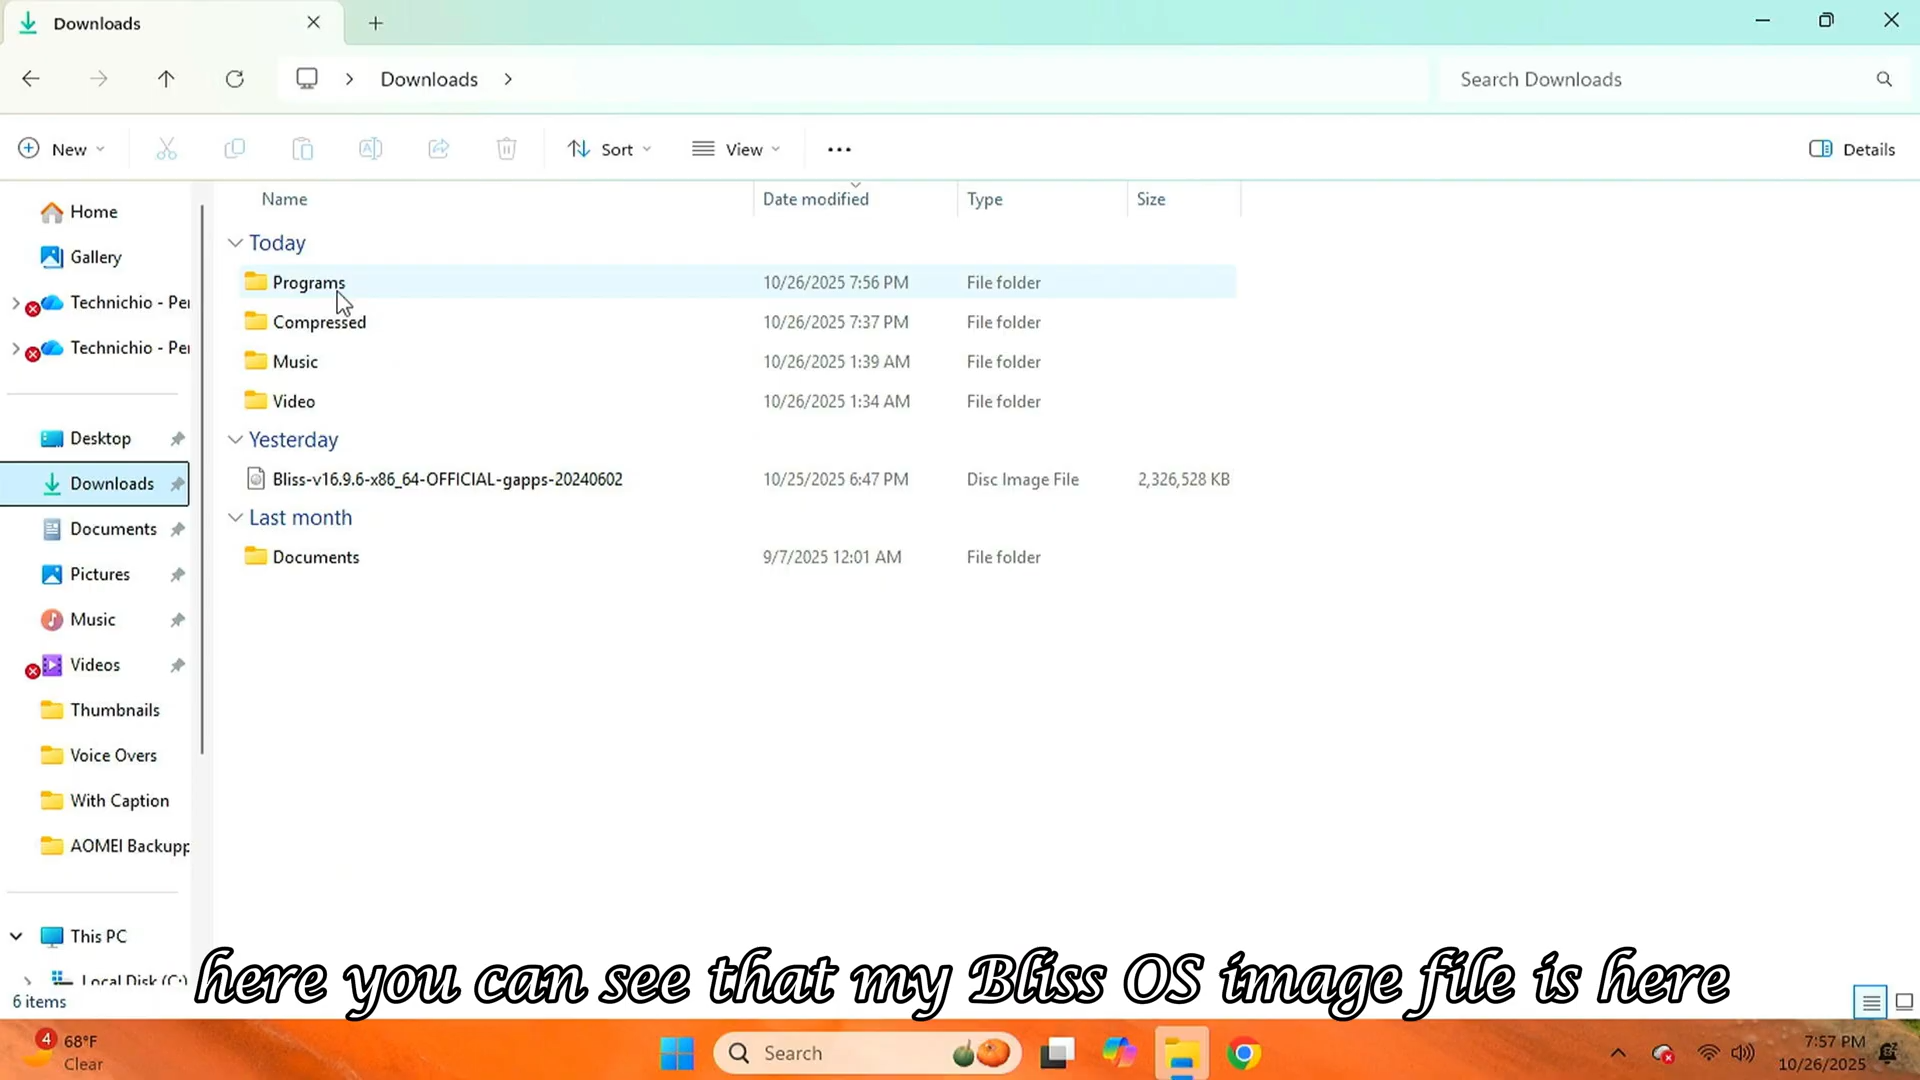 Downloads
Downloads
Search Downloads
New
Sort
View
Details
Name Date modified Type Size
Today
Programs 10/26/2025 7:56 PM File folder
Compressed 10/26/2025 7:37 PM File folder
Music 10/26/2025 1:39 AM File folder
Video 10/26/2025 1:34 AM File folder
Yesterday
Bliss-v16.9.6-x86_64-OFFICIAL-gapps-20240602 10/25/2025 6:47 PM Disc Image File 2,326,528 KB
Last month
Documents 9/7/2025 12:01 AM File folder
Home
Gallery
Technichio - Per
Technichio - Per
Desktop
Downloads
Documents
Pictures
Music
Videos
Thumbnails
Voice Overs
With Caption
AOMEI Backupp
This PC
Local Disk (C:)
here you can see that my Bliss OS image file is here
6 items
4
68°F
Clear
Search
7:57 PM
10/26/2025